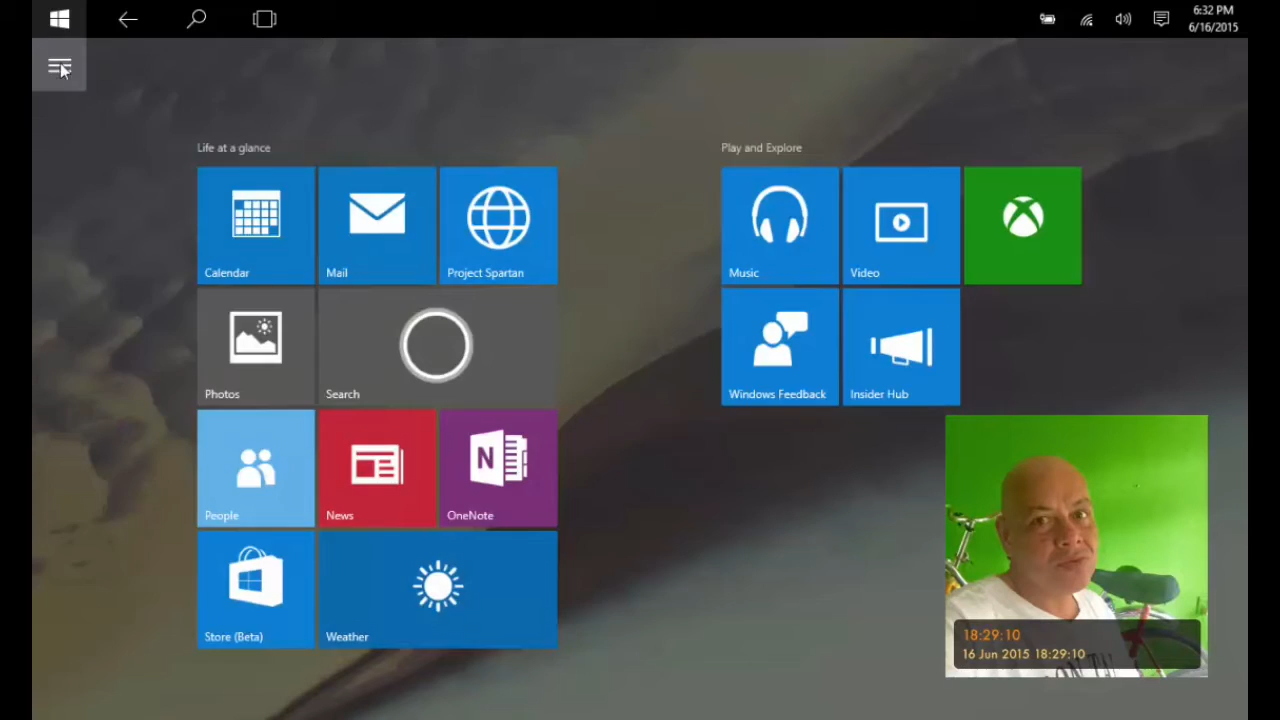 6:32 PM
6/16/2015
Life at a glance
Play and Explore
Calendar
Mail
Project Spartan
Music
Video
Photos
Search
Windows Feedback
Insider Hub
People
News
N
OneNote
Store (Beta)
Weather
18:29:10
16 Jun 2015 18:29:10